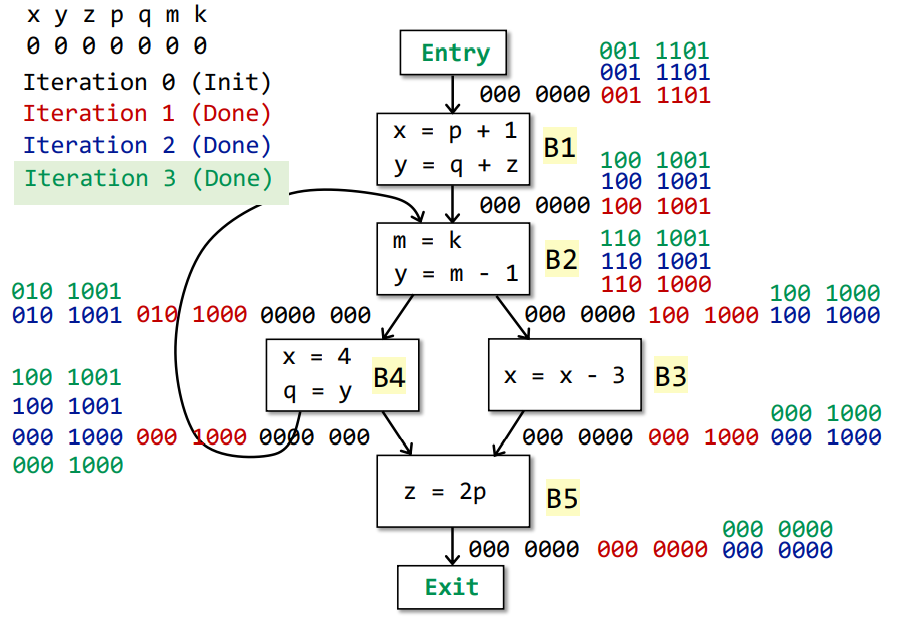 x y z p q m k
0 0 0 0 0 0 0
Iteration 0 (Init)
Iteration 1 (Done)
Iteration 2 (Done)
Iteration 3 (Done)
Entry
001 1101
001 1101
000 0000 001 1101
x = p + 1
y = q + z
B1
100 1001
100 1001
000 0000 100 1001
m = k
y = m - 1
B2
110 1001
110 1001
110 1000
010 1001
010 1001 010 1000 0000 000
100 1000
000 0000 100 1000 100 1000
x = 4
q = y
B4
x = x - 3
B3
100 1001
100 1001
000 1000 000 1000 0000 000
000 1000
000 1000
000 0000 000 1000 000 1000
z = 2p
B5
000 0000
000 0000 000 0000 000 0000
Exit